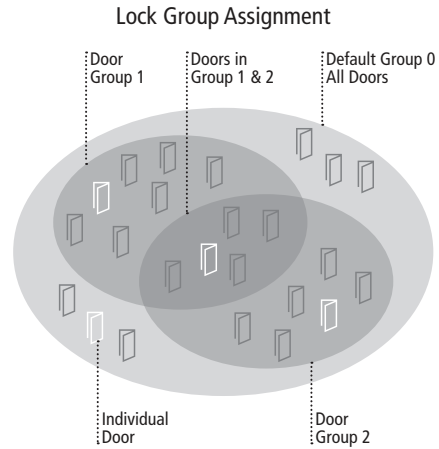 Lock Group Assignment
Door
Group 1
Doors in
Group 1 & 2
Default Group 0
All Doors
Individual
Door
Door
Group 2